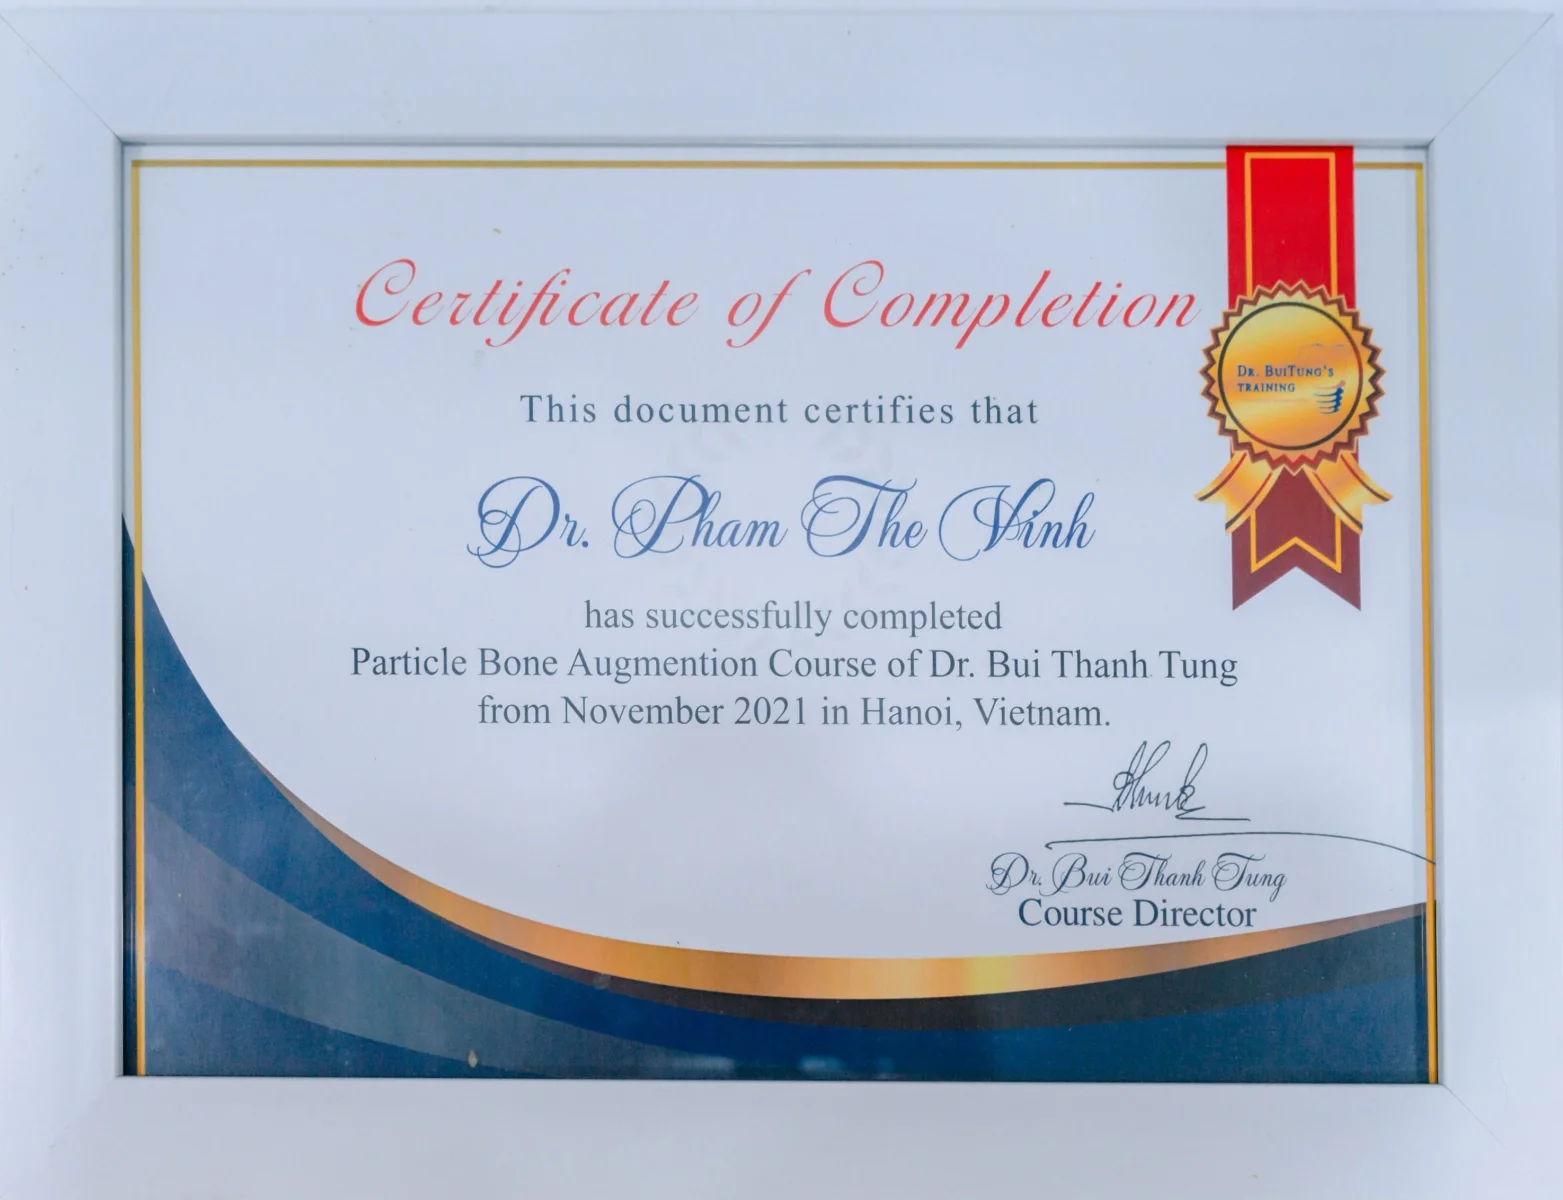 Certificate of Completion
DR. BUITUNG'S
TRAINING
This document certifies that
Dr. Pham The Vinh
has successfully completed
Particle Bone Augmention Course of Dr. Bui Thanh Tung
from November 2021 in Hanoi, Vietnam.
Dr. Bui Thanh Tung
Course Director